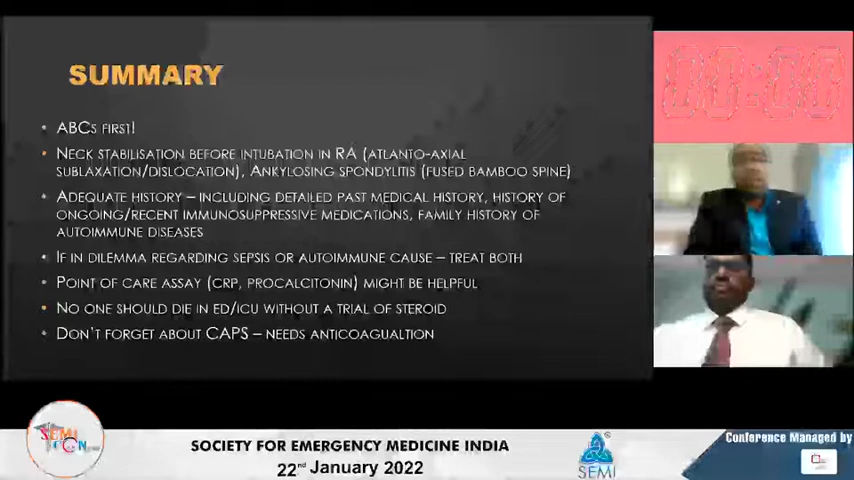 SUMMARY
• ABCs FIRST!
• NECK STABILISATION BEFORE INTUBATION IN RA (ATLANTO-AXIAL
SUBLAXATION/DISLOCATION), ANKYLOSING SPONDYLITIS (FUSED BAMBOO SPINE)
• ADEQUATE HISTORY – INCLUDING DETAILED PAST MEDICAL HISTORY, HISTORY OF
ONGOING/RECENT IMMUNOSUPPRESSIVE MEDICATIONS, FAMILY HISTORY OF
AUTOIMMUNE DISEASES
• IF IN DILEMMA REGARDING SEPSIS OR AUTOIMMUNE CAUSE – TREAT BOTH
• POINT OF CARE ASSAY (CRP, PROCALCITONIN) MIGHT BE HELPFUL
• NO ONE SHOULD DIE IN ED/ICU WITHOUT A TRIAL OF STEROID
• DON'T FORGET ABOUT CAPS – NEEDS ANTICOAGUALTION
00:00
SOCIETY FOR EMERGENCY MEDICINE INDIA
22nd January 2022
SEMI
Conference Managed by